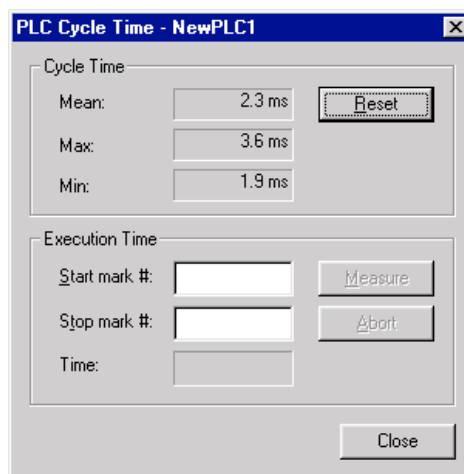 PLC Cycle Time - NewPLC1
Cycle Time
Mean: 2.3 ms Reset
Max: 3.6 ms
Min: 1.9 ms
Execution Time
Start mark #: Measure
Stop mark #: Abort
Time:
Close